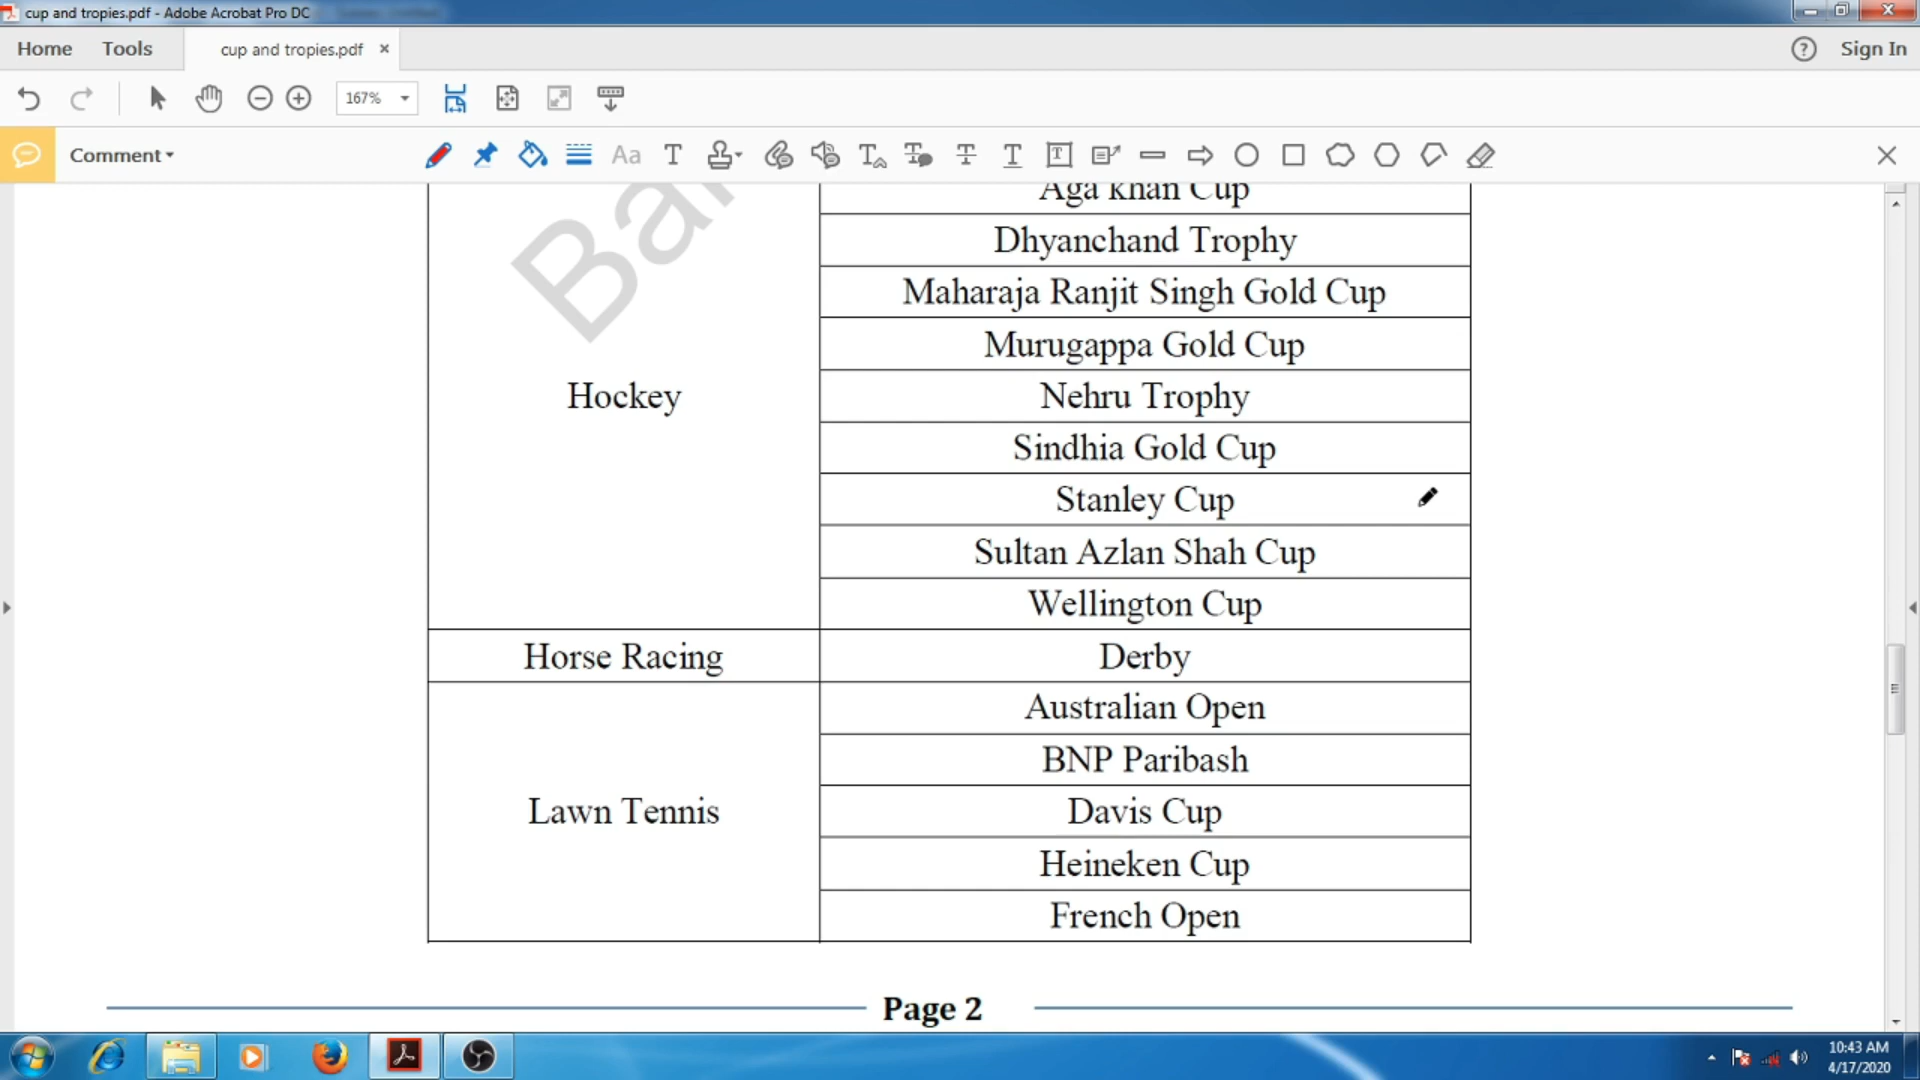 cup and tropies.pdf - Adobe Acrobat Pro DC
Home Tools cup and tropies.pdf × Sign In
167%
Comment
Bar
Aga khan Cup
Dhyanchand Trophy
Maharaja Ranjit Singh Gold Cup
Murugappa Gold Cup
Hockey Nehru Trophy
Sindhia Gold Cup
Stanley Cup
Sultan Azlan Shah Cup
Wellington Cup
Horse Racing Derby
Australian Open
BNP Paribash
Lawn Tennis Davis Cup
Heineken Cup
French Open
Page 2
10:43 AM
4/17/2020